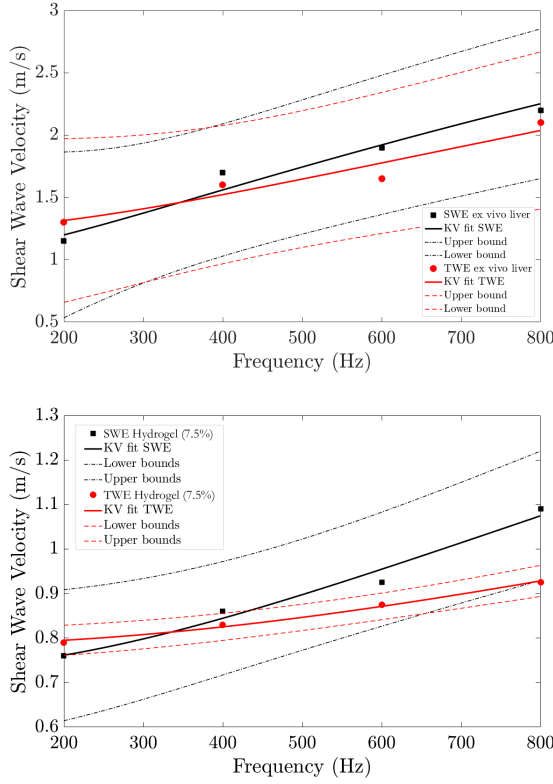 3
2.5
2
1.5
1
0.5
Shear Wave Velocity (m/s)
SWE ex vivo liver
KV fit SWE
Upper bound
Lower bound
TWE ex vivo liver
KV fit TWE
Upper bound
Lower bound
200 300 400 500 600 700 800
Frequency (Hz)
1.3
1.2
1.1
1
0.9
0.8
0.7
0.6
Shear Wave Velocity (m/s)
SWE Hydrogel (7.5%)
KV fit SWE
Lower bounds
Upper bounds
TWE Hydrogel (7.5%)
KV fit TWE
Lower bounds
Upper bounds
200 300 400 500 600 700 800
Frequency (Hz)